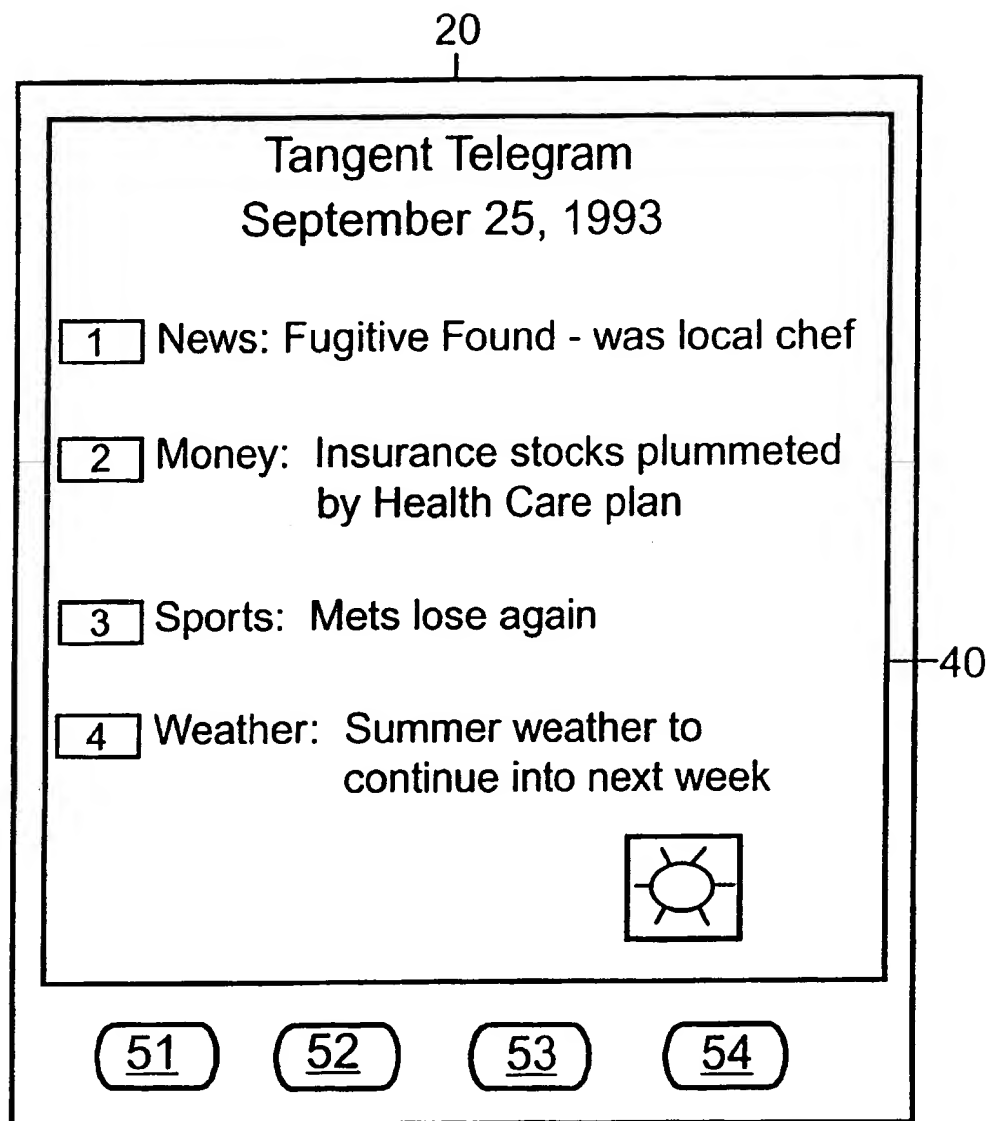 20
Tangent Telegram
September 25, 1993
1 News: Fugitive Found - was local chef
2 Money: Insurance stocks plummeted
by Health Care plan
3 Sports: Mets lose again
40
4 Weather: Summer weather to
continue into next week
51 52 53 54